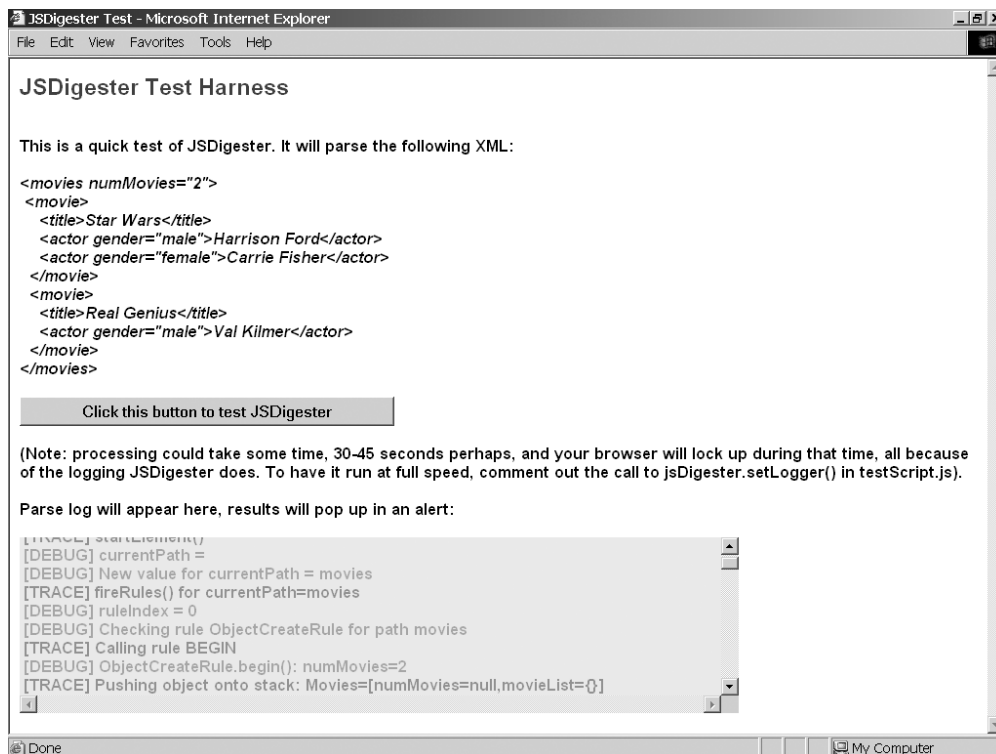 JSDigester Test - Microsoft Internet Explorer
File Edit View Favorites Tools Help
JSDigester Test Harness
This is a quick test of JSDigester. It will parse the following XML:
<movies numMovies="2">
<movie>
<title>Star Wars</title>
<actor gender="male">Harrison Ford</actor>
<actor gender="female">Carrie Fisher</actor>
</movie>
<movie>
<title>Real Genius</title>
<actor gender="male">Val Kilmer</actor>
</movie>
</movies>
Click this button to test JSDigester
(Note: processing could take some time, 30-45 seconds perhaps, and your browser will lock up during that time, all because
of the logging JSDigester does. To have it run at full speed, comment out the call to jsDigester.setLogger() in testScript.js).
Parse log will appear here, results will pop up in an alert:
[TRACE] startElement()
[DEBUG] currentPath =
[DEBUG] New value for currentPath = movies
[TRACE] fireRules() for currentPath=movies
[DEBUG] ruleIndex = 0
[DEBUG] Checking rule ObjectCreateRule for path movies
[TRACE] Calling rule BEGIN
[DEBUG] ObjectCreateRule.begin(): numMovies=2
[TRACE] Pushing object onto stack: Movies=[numMovies=null,movieList={}]
Done
My Computer